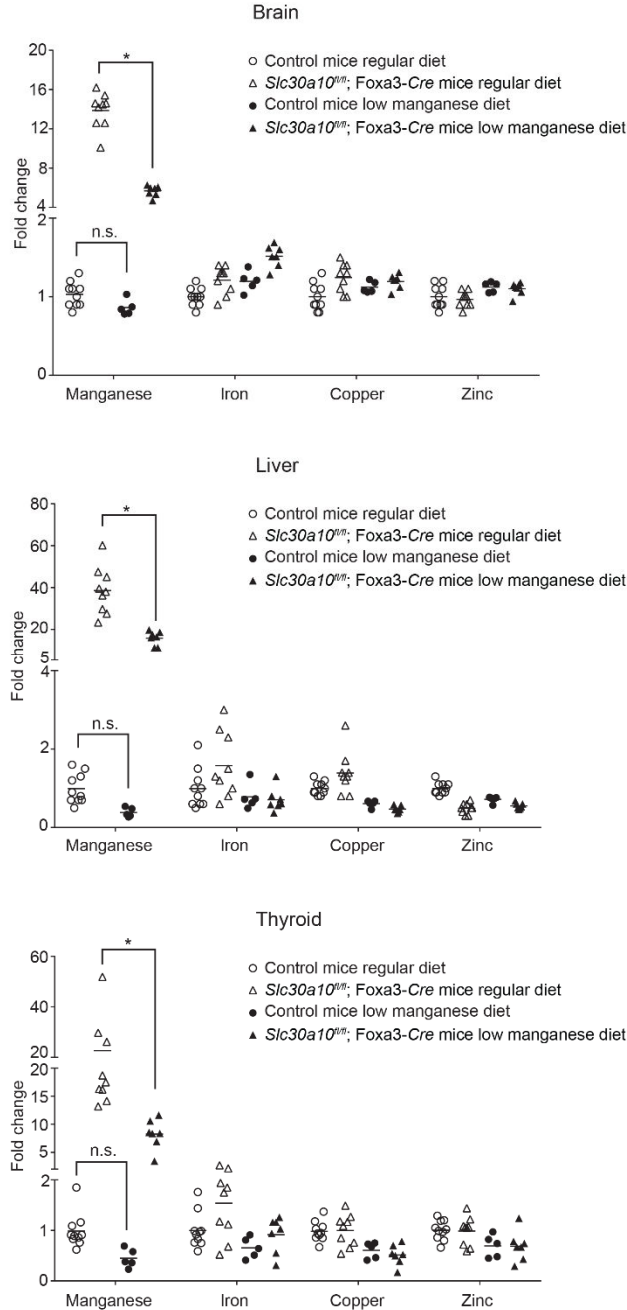 Brain
20
16
12
8
4
2
1
0
Fold change
*
n.s.
Control mice regular diet
Slc30a10fl/fl; Foxa3-Cre mice regular diet
Control mice low manganese diet
Slc30a10fl/fl; Foxa3-Cre mice low manganese diet
Manganese Iron Copper Zinc
Liver
80
60
40
20
5
4
2
0
Fold change
*
n.s.
Control mice regular diet
Slc30a10fl/fl; Foxa3-Cre mice regular diet
Control mice low manganese diet
Slc30a10fl/fl; Foxa3-Cre mice low manganese diet
Manganese Iron Copper Zinc
Thyroid
60
40
20
15
10
5
2
1
0
Fold change
*
n.s.
Control mice regular diet
Slc30a10fl/fl; Foxa3-Cre mice regular diet
Control mice low manganese diet
Slc30a10fl/fl; Foxa3-Cre mice low manganese diet
Manganese Iron Copper Zinc